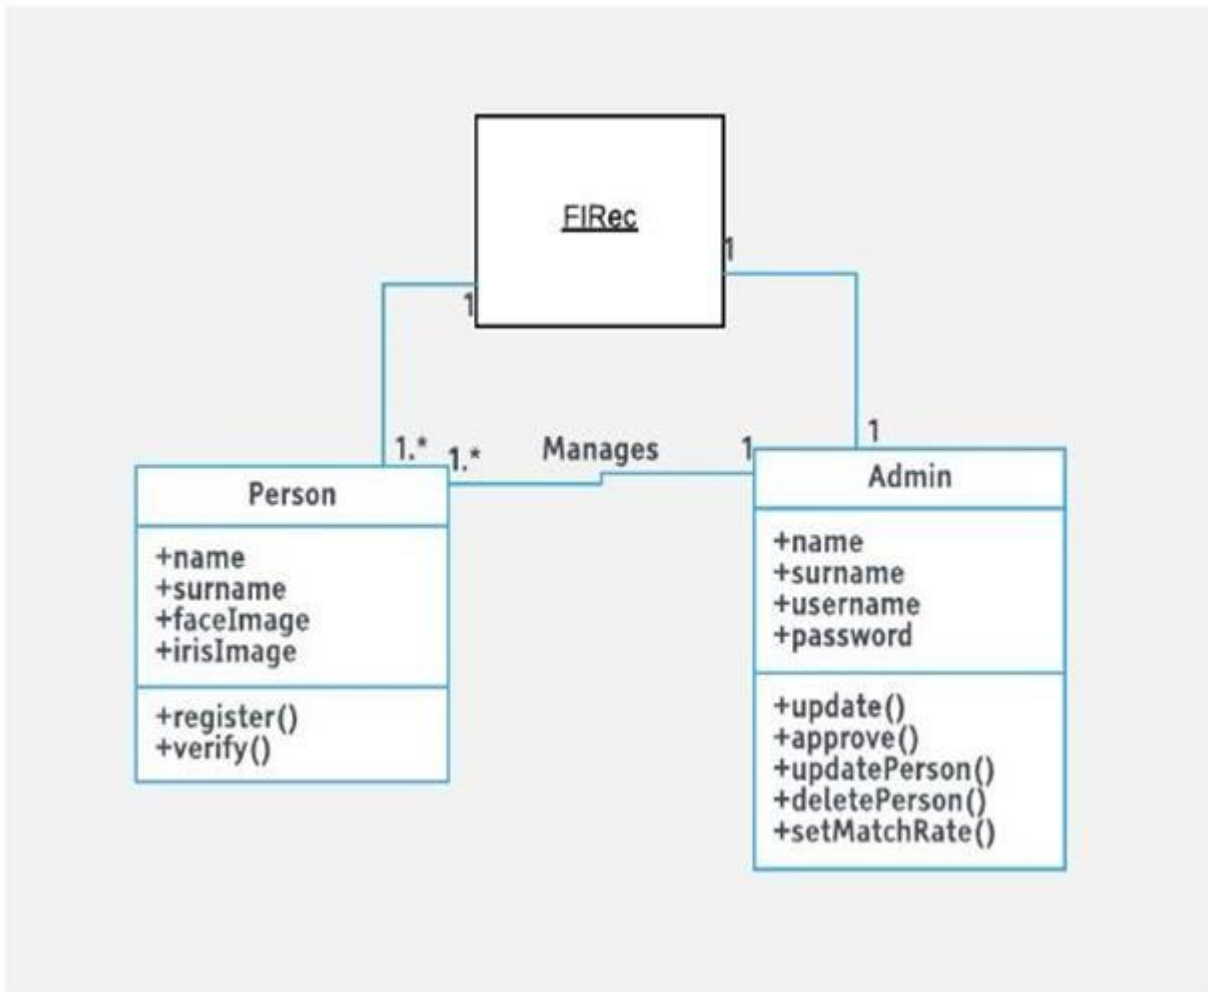 FIRec
1
1
1.*
1.*
Manages
1
1
Person
+name
+surname
+faceImage
+irisImage
+register()
+verify()
Admin
+name
+surname
+username
+password
+update()
+approve()
+updatePerson()
+deletePerson()
+setMatchRate()